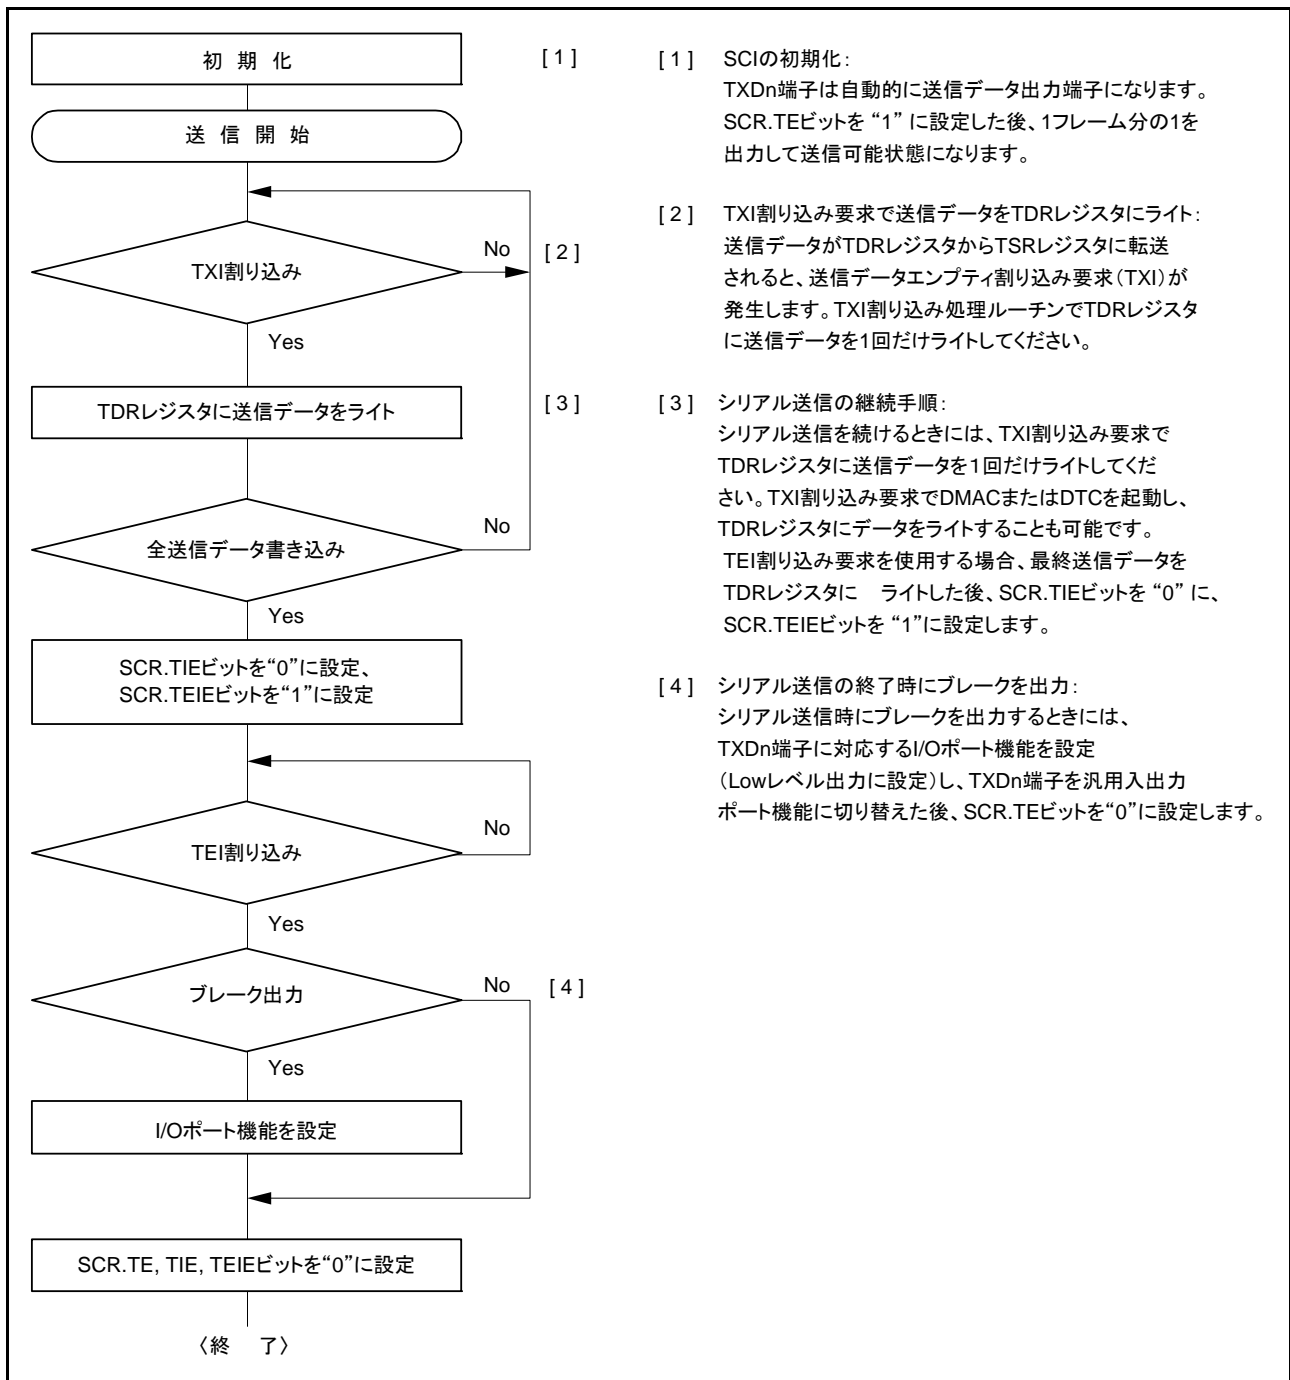 初 期 化
[ 1 ]
送 信 開 始
TXI割り込み
No
[ 2 ]
Yes
TDRレジスタに送信データをライト
[ 3 ]
全送信データ書き込み
No
Yes
SCR.TIEビットを“0”に設定、
SCR.TEIEビットを“1”に設定
TEI割り込み
No
Yes
ブレーク出力
No
[ 4 ]
Yes
I/Oポート機能を設定
SCR.TE, TIE, TEIEビットを“0”に設定
〈終 了〉
[ 1 ] SCIの初期化：
TXDn端子は自動的に送信データ出力端子になります。
SCR.TEビットを “1” に設定した後、1フレーム分の1を
出力して送信可能状態になります。
[ 2 ] TXI割り込み要求で送信データをTDRレジスタにライト：
送信データがTDRレジスタからTSRレジスタに転送
されると、送信データエンプティ割り込み要求（TXI）が
発生します。TXI割り込み処理ルーチンでTDRレジスタ
に送信データを1回だけライトしてください。
[ 3 ] シリアル送信の継続手順：
シリアル送信を続けるときには、TXI割り込み要求で
TDRレジスタに送信データを１回だけライトしてくだ
さい。TXI割り込み要求でDMACまたはDTCを起動し、
TDRレジスタにデータをライトすることも可能です。
TEI割り込み要求を使用する場合、最終送信データを
TDRレジスタに　ライトした後、SCR.TIEビットを “0” に、
SCR.TEIEビットを “1”に設定します。
[ 4 ] シリアル送信の終了時にブレークを出力：
シリアル送信時にブレークを出力するときには、
TXDn端子に対応するI/Oポート機能を設定
（Lowレベル出力に設定）し、TXDn端子を汎用入出力
ポート機能に切り替えた後、SCR.TEビットを“0”に設定します。